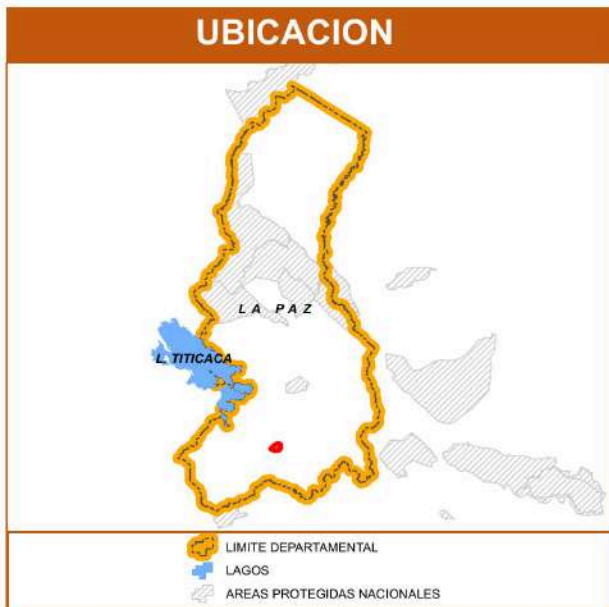 UBICACION
LA PAZ
L. TITICACA
LIMITE DEPARTAMENTAL
LAGOS
AREAS PROTEGIDAS NACIONALES